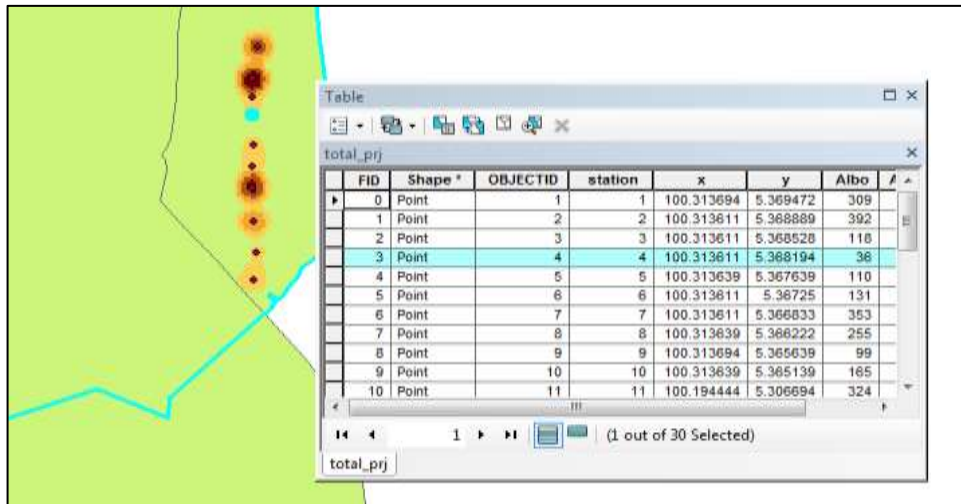 Table
total_prj
FID Shape * OBJECTID station x y Albo
0 Point 1 1 100.313694 5.369472 309
1 Point 2 2 100.313611 5.368889 392
2 Point 3 3 100.313611 5.368528 118
3 Point 4 4 100.313611 5.368194 36
4 Point 5 5 100.313639 5.367639 110
5 Point 6 6 100.313611 5.36725 131
6 Point 7 7 100.313611 5.366833 353
7 Point 8 8 100.313639 5.366222 255
8 Point 9 9 100.313694 5.365639 99
9 Point 10 10 100.313639 5.365139 165
10 Point 11 11 100.194444 5.306694 324
1 (1 out of 30 Selected)
total_prj